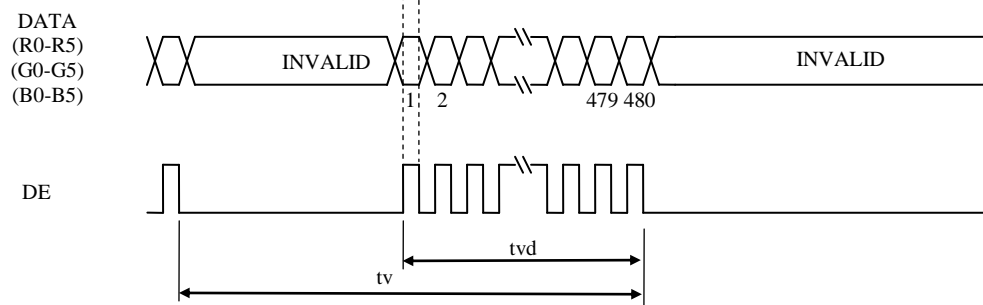 DATA
(R0-R5)
(G0-G5)
(B0-B5)
INVALID
INVALID
1 2 479 480
DE
tvd
tv